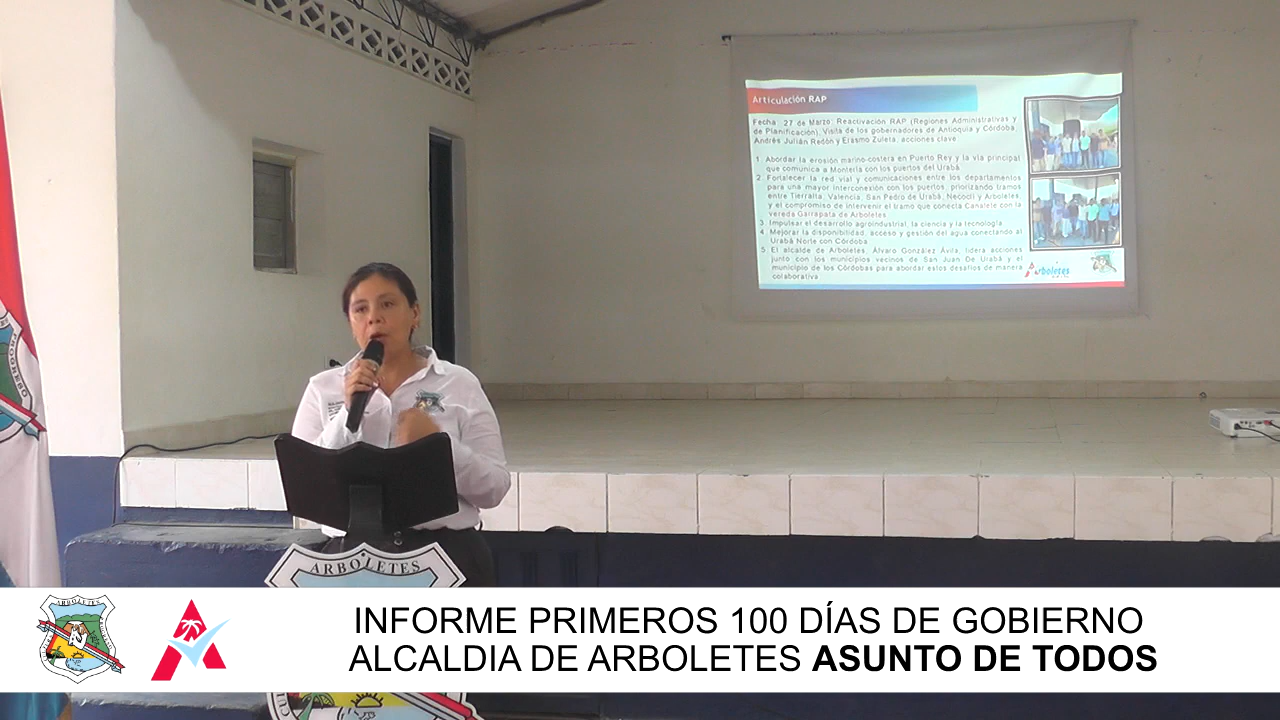 Articulación RAP
Fecha: 27 de Marzo: Reactivación RAP (Regiones Administrativas y
de Planificación), Visita de los gobernadores de Antioquia y Córdoba,
Andrés Julián Redón y Erasmo Zuleta, acciones clave
1. Abordar la erosión marino-costera en Puerto Rey y la vía principal
que comunica a Montería con los puertos del Urabá
2. Fortalecer la red vial y comunicaciones entre los departamentos
para una mayor interconexión con los puertos, priorizando tramos
entre Tierralta, Valencia, San Pedro de Urabá, Necoclí y Arboletes,
y el compromiso de intervenir el tramo que conecta Canalete con la
vereda Garrapata de Arboletes
3. Impulsar el desarrollo agroindustrial, la ciencia y la tecnología
4. Mejorar la disponibilidad, acceso y gestión del agua conectando al
Urabá Norte con Córdoba
5. El alcalde de Arboletes, Álvaro González Ávila, lidera acciones
junto con los municipios vecinos de San Juan De Urabá y el
municipio de los Córdobas para abordar estos desafíos de manera
colaborativa
Arboletes
PROGRESO
ARBOLETES
INFORME PRIMEROS 100 DÍAS DE GOBIERNO
ALCALDIA DE ARBOLETES ASUNTO DE TODOS